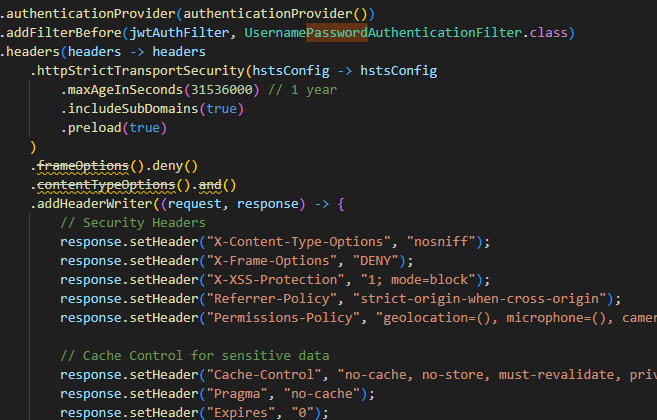 .authenticationProvider(authenticationProvider())
.addFilterBefore(jwtAuthFilter, UsernamePasswordAuthenticationFilter.class)
.headers(headers -> headers
.httpStrictTransportSecurity(hstsConfig -> hstsConfig
.maxAgeInSeconds(31536000) // 1 year
.includeSubDomains(true)
.preload(true)
)
.frameOptions().deny()
.contentTypeOptions().and()
.addHeaderWriter((request, response) -> {
// Security Headers
response.setHeader("X-Content-Type-Options", "nosniff");
response.setHeader("X-Frame-Options", "DENY");
response.setHeader("X-XSS-Protection", "1; mode=block");
response.setHeader("Referrer-Policy", "strict-origin-when-cross-origin");
response.setHeader("Permissions-Policy", "geolocation=(), microphone=(), camer
// Cache Control for sensitive data
response.setHeader("Cache-Control", "no-cache, no-store, must-revalidate, priv
response.setHeader("Pragma", "no-cache");
response.setHeader("Expires", "0");